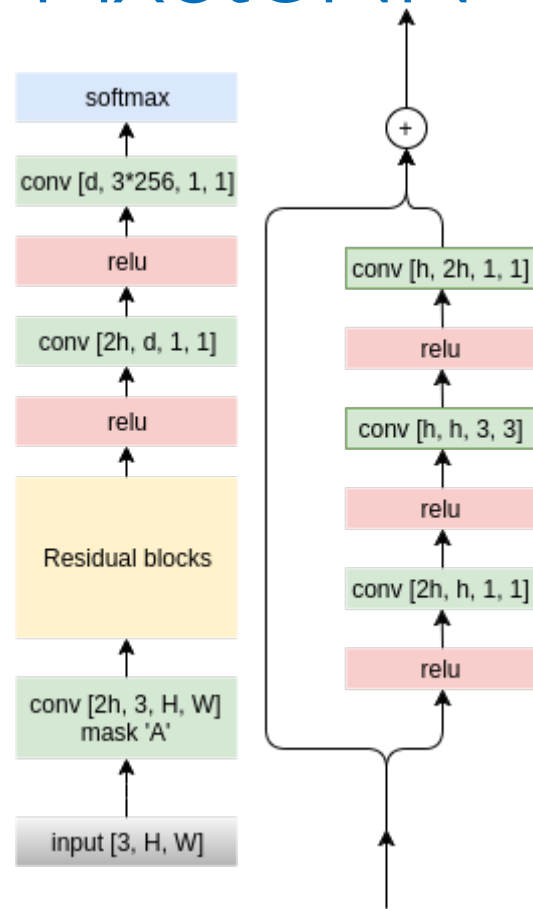 softmax
conv [d, 3*256, 1, 1]
relu
conv [2h, d, 1, 1]
relu
Residual blocks
conv [2h, 3, H, W]
mask 'A'
input [3, H, W]
+
conv [h, 2h, 1, 1]
relu
conv [h, h, 3, 3]
relu
conv [2h, h, 1, 1]
relu